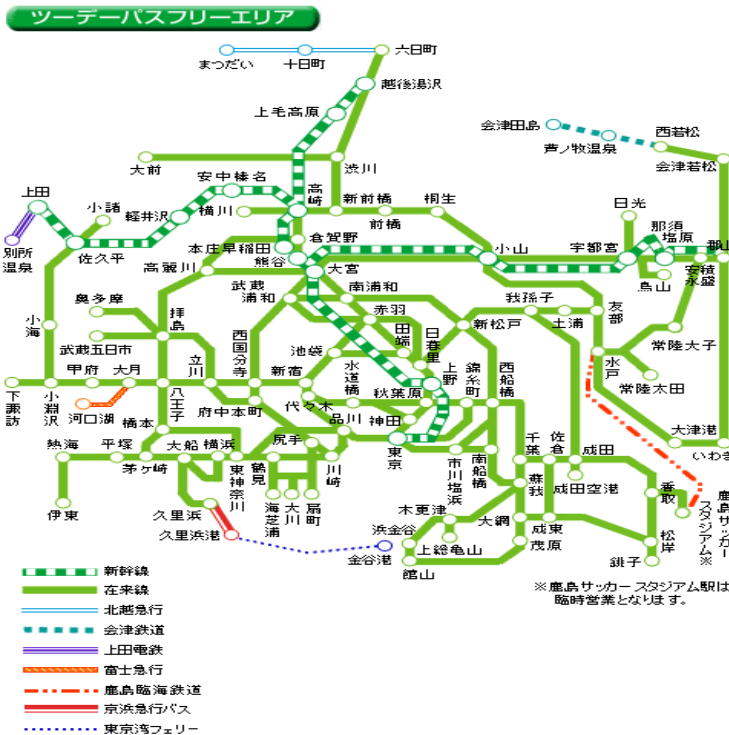 ツーデーパスフリーエリア
まつだい
十日町
六日町
越後湯沢
上毛高原
会津田島
芦ノ牧温泉
西若松
会津若松
大前
渋川
安中榛名
高崎
上田
小諸
軽井沢
横川
新前橋
前橋
桐生
日光
那須
塩原
郡山
別所
温泉
佐久平
本庄早稲田
倉賀野
熊谷
小山
宇都宮
安積
永盛
高麗川
大宮
烏山
奥多摩
拝島
武蔵
浦和
南浦和
我孫子
友部
小海
西国分寺
赤羽
田端
日暮里
新松戸
土浦
常陸大子
武蔵五日市
立川
池袋
水道橋
上野
錦糸町
西船橋
水戸
甲府
大月
新宿
秋葉原
常陸太田
下諏訪
小淵沢
河口湖
八王子
府中本町
代々木
品川
神田
大津港
橋本
千葉
佐倉
成田
いわき
熱海
平塚
茅ヶ崎
大船
横浜
東神奈川
鶴見
尻手
川崎
東京
市川塩浜
南船橋
蘇我
成田空港
香取
鹿島サッカー
スタジアム※
伊東
久里浜
久里浜港
海芝浦
大川
扇町
木更津
浜金谷
金谷港
上総亀山
館山
大網
成東
茂原
松岸
銚子
※鹿島サッカースタジアム駅は
臨時営業となります。
新幹線
在来線
北越急行
会津鉄道
上田電鉄
富士急行
鹿島臨海鉄道
京浜急行バス
東京湾フェリー